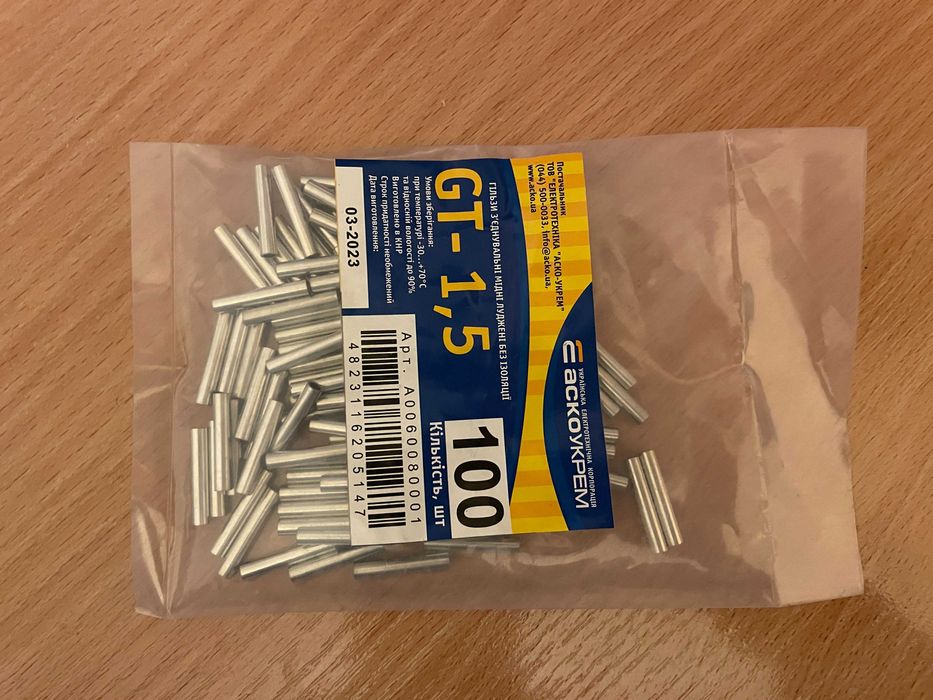 Постачальник
ТОВ "ЕЛЕКТРОТЕХНІКА "АСКО-УКРЕМ"
(044) 500-0033, info@acko.ua,
www.acko.ua
УКРАЇНСЬКА ЕЛЕКТРОТЕХНІЧНА КОРПОРАЦІЯ
аскоУКРЕМ
ГІЛЬЗИ З'ЄДНУВАЛЬНІ МІДНІ ЛУДЖЕНІ БЕЗ ІЗОЛЯЦІЇ
GT- 1,5
100
Кількість, шт
Умови зберігання:
при температурі -30...+70°С
та відносній вологості до 90%
Виготовлено в КНР
Строк придатності необмежений
Дата виготовлення:
03-2023
Арт. A0060080001
4823116205147